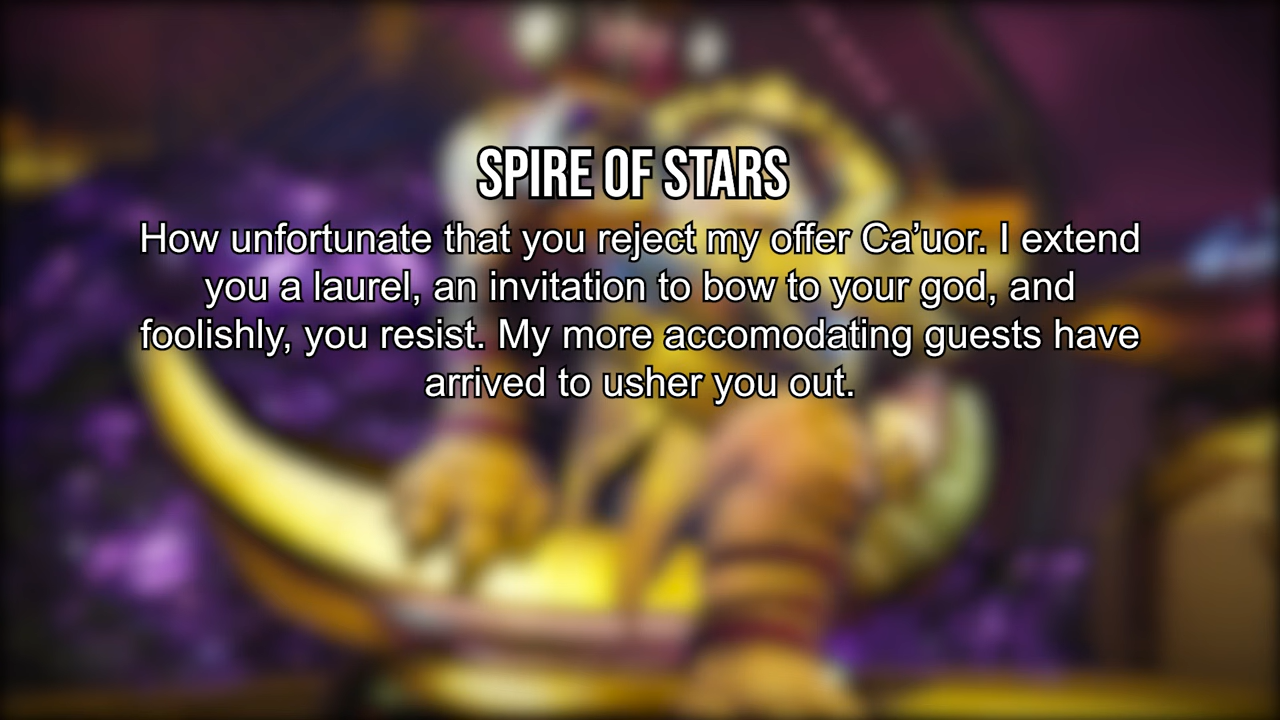 SPIRE OF STARS
How unfortunate that you reject my offer Ca’uor. I extend
you a laurel, an invitation to bow to your god, and
foolishly, you resist. My more accomodating guests have
arrived to usher you out.